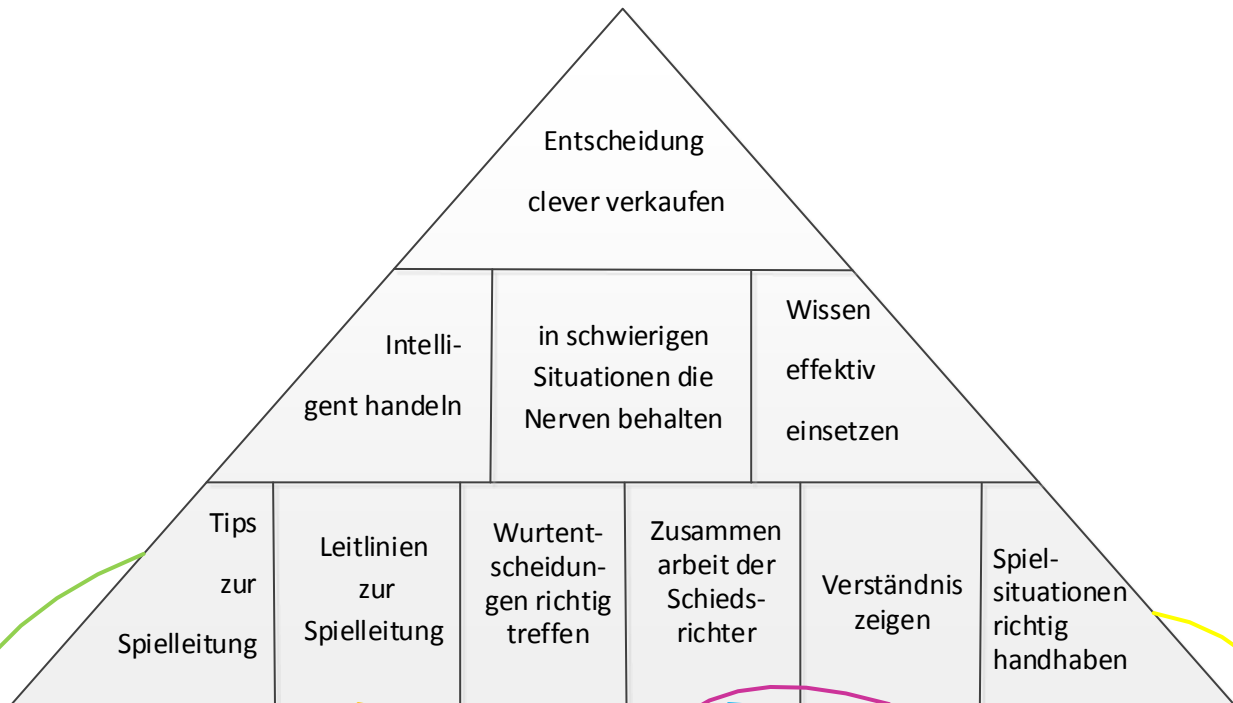 Entscheidung
clever verkaufen
Intelli-
gent handeln
in schwierigen
Situationen die
Nerven behalten
Wissen
effektiv
einsetzen
Tips
zur
Spielleitung
Leitlinien
zur
Spielleitung
Wurtent-
scheidun-
gen richtig
treffen
Zusammen
arbeit der
Schieds-
richter
Verständnis
zeigen
Spiel-
situationen
richtig
handhaben